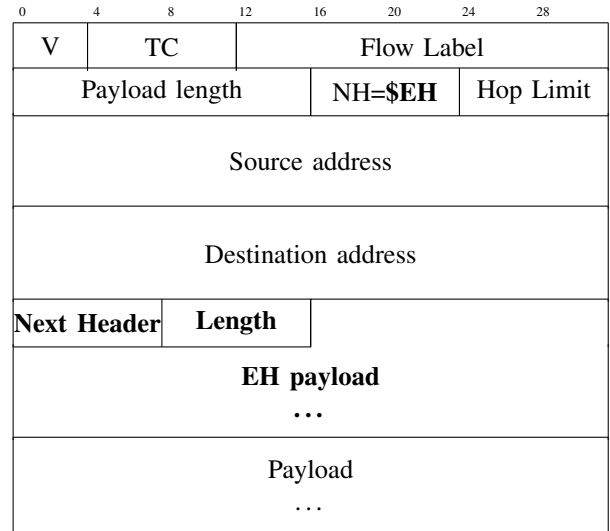 0 4 8 12 16 20 24 28
V TC Flow Label
Payload length NH=$EH Hop Limit
Source address
Destination address
Next Header Length
EH payload
...
Payload
...